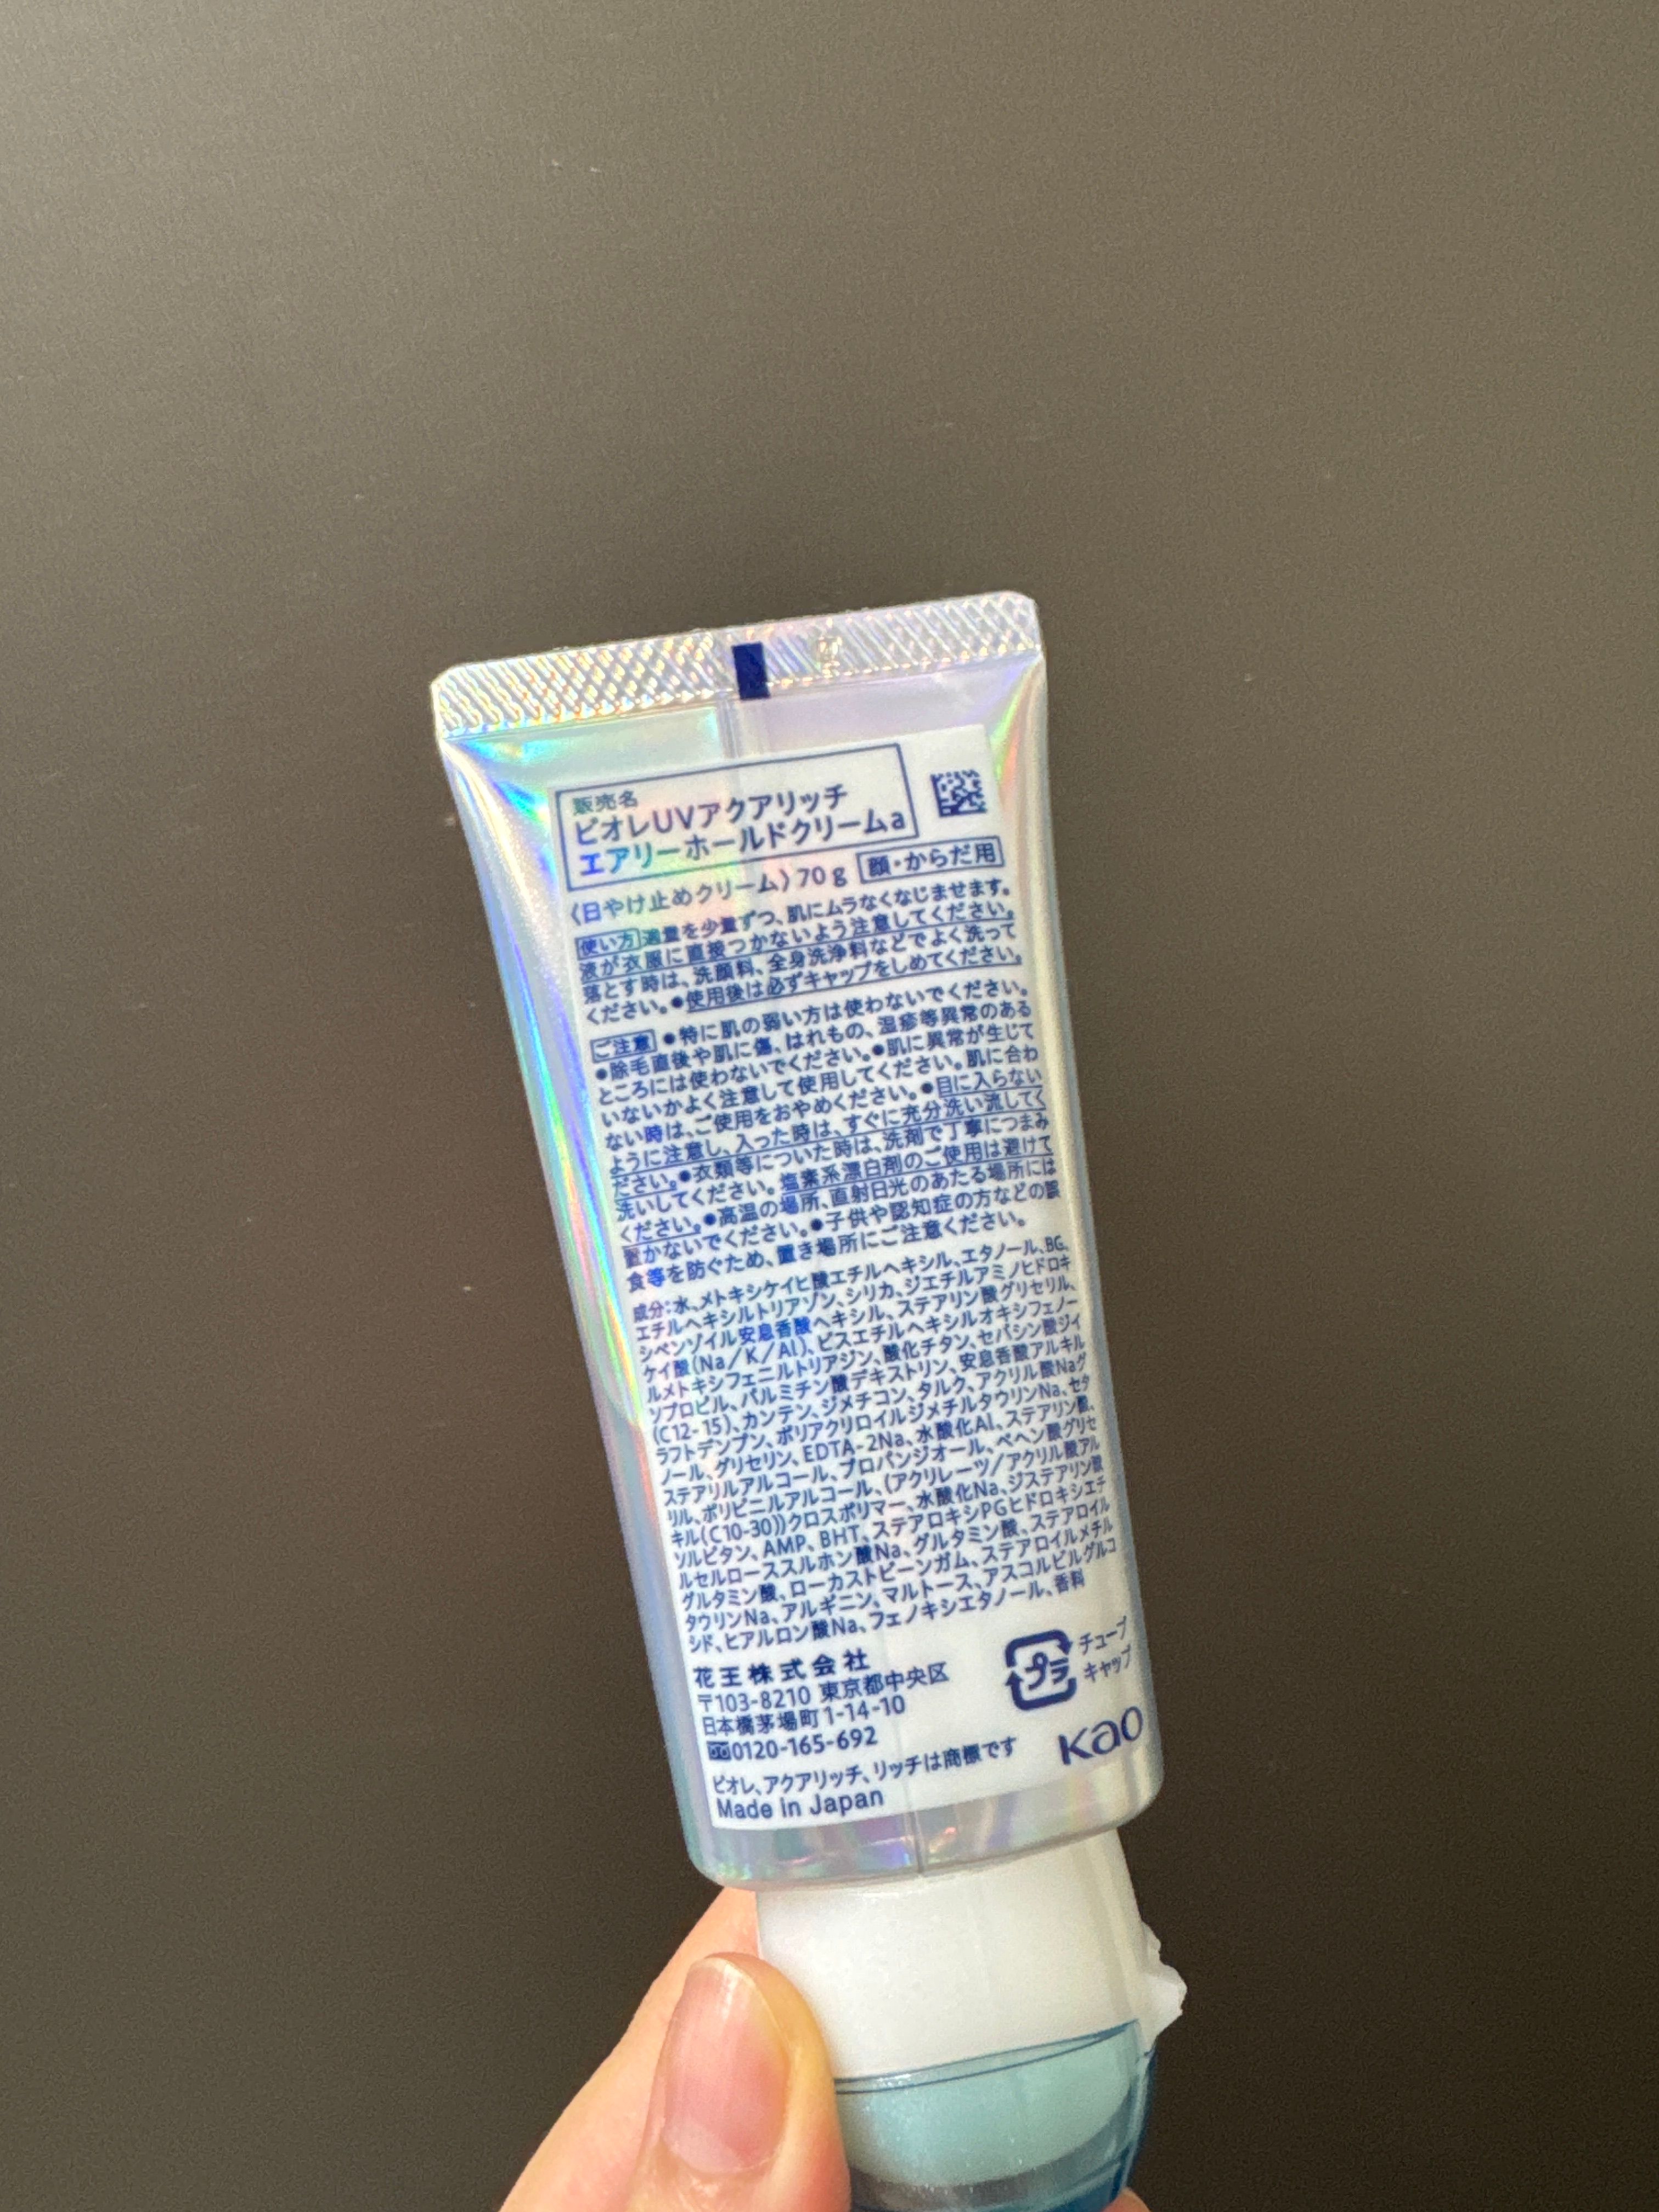 販売名
ビオレUVアクアリッチ
エアリーホールドクリームa
〈日やけ止めクリーム〉70g 顔・からだ用
使い方 適量を少量ずつ、肌にムラなくなじませます。
液が衣服に直接つかないよう注意してください。
落とす時は、洗顔料、全身洗浄料などでよく洗って
ください。●使用後は必ずキャップをしめてください。
ご注意 ●特に肌の弱い方は使わないでください。
●除毛直後や肌に傷、はれもの、湿疹等異常のある
ところには使わないでください。●肌に異常が生じて
いないかよく注意して使用してください。肌に合わ
ない時は、ご使用をおやめください。●目に入らない
ように注意し、入った時は、すぐに充分洗い流してく
ださい。●衣類等についた時は、洗剤で丁寧につまみ
洗いしてください。塩素系漂白剤のご使用は避けて
ください。●高温の場所、直射日光のあたる場所には
置かないでください。●子供や認知症の方などの誤
食等を防ぐため、置き場所にご注意ください。
成分：水、メトキシケイヒ酸エチルヘキシル、エタノール、BG、
エチルヘキシルトリアゾン、シリカ、ジエチルアミノヒドロキ
シベンゾイル安息香酸ヘキシル、ステアリン酸グリセリル、
ケイ酸(Na/K/Al)、ビスエチルヘキシルオキシフェノー
ルメトキシフェニルトリアジン、酸化チタン、セバシン酸ジイ
ソプロピル、パルミチン酸デキストリン、安息香酸アルキル
(C12-15)、カンテン、ジメチコン、タルク、アクリル酸Naグ
ラフトデンプン、ポリアクリロイルジメチルタウリンNa、セタ
ノール、グリセリン、EDTA-2Na、水酸化Al、ステアリン酸、
ステアリルアルコール、プロパンジオール、ベヘン酸グリセ
リル、ポリビニルアルコール、(アクリレーツ/アクリル酸アル
キル(C10-30))クロスポリマー、水酸化Na、ジステアリン酸
ソルビタン、AMP、BHT、ステアロキシPGヒドロキシエチ
ルセルローススルホン酸Na、グルタミン酸、ステアロイル
グルタミン酸、ローカストビーンガム、ステアロイルメチル
タウリンNa、アルギニン、マルトース、アスコルビルグルコ
シド、ヒアルロン酸Na、フェノキシエタノール、香料
花王株式会社
〒103-8210 東京都中央区
日本橋茅場町1-14-10
0120-165-692
プラ チューブ
キャップ
Kao
ビオレ、アクアリッチ、リッチは商標です
Made in Japan